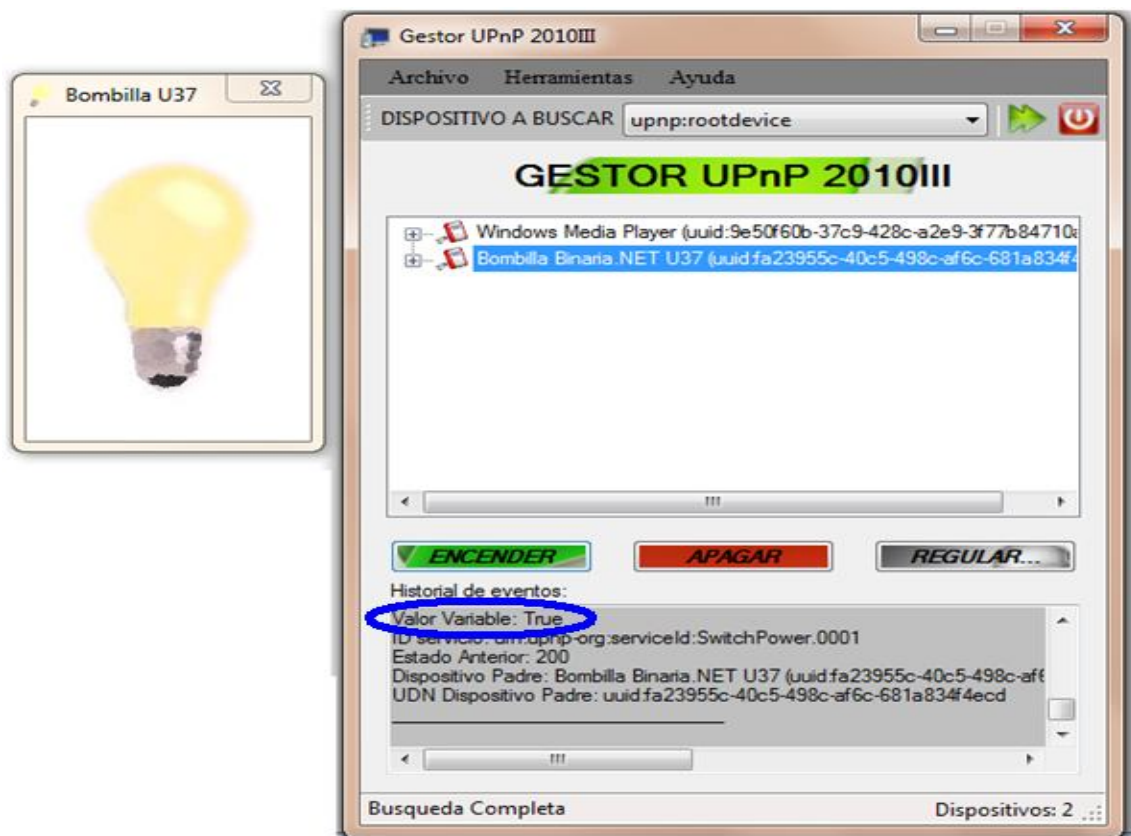 Bombilla U37
Gestor UPnP 2010III
Archivo Herramientas Ayuda
DISPOSITIVO A BUSCAR upnp:rootdevice
GESTOR UPnP 2010III
Windows Media Player (uuid:9e50f60b-37c9-428c-a2e9-3f77b84710a
Bombilla Binaria.NET U37 (uuid:fa23955c-40c5-498c-af6c-681a834f4
ENCENDER APAGAR REGULAR...
Historial de eventos:
Valor Variable: True
ID servicio: urn:upnp-org:serviceId:SwitchPower.0001
Estado Anterior: 200
Dispositivo Padre: Bombilla Binaria.NET U37 (uuid:fa23955c-40c5-498c-af6
UDN Dispositivo Padre: uuid:fa23955c-40c5-498c-af6c-681a834f4ecd
Busqueda Completa Dispositivos: 2